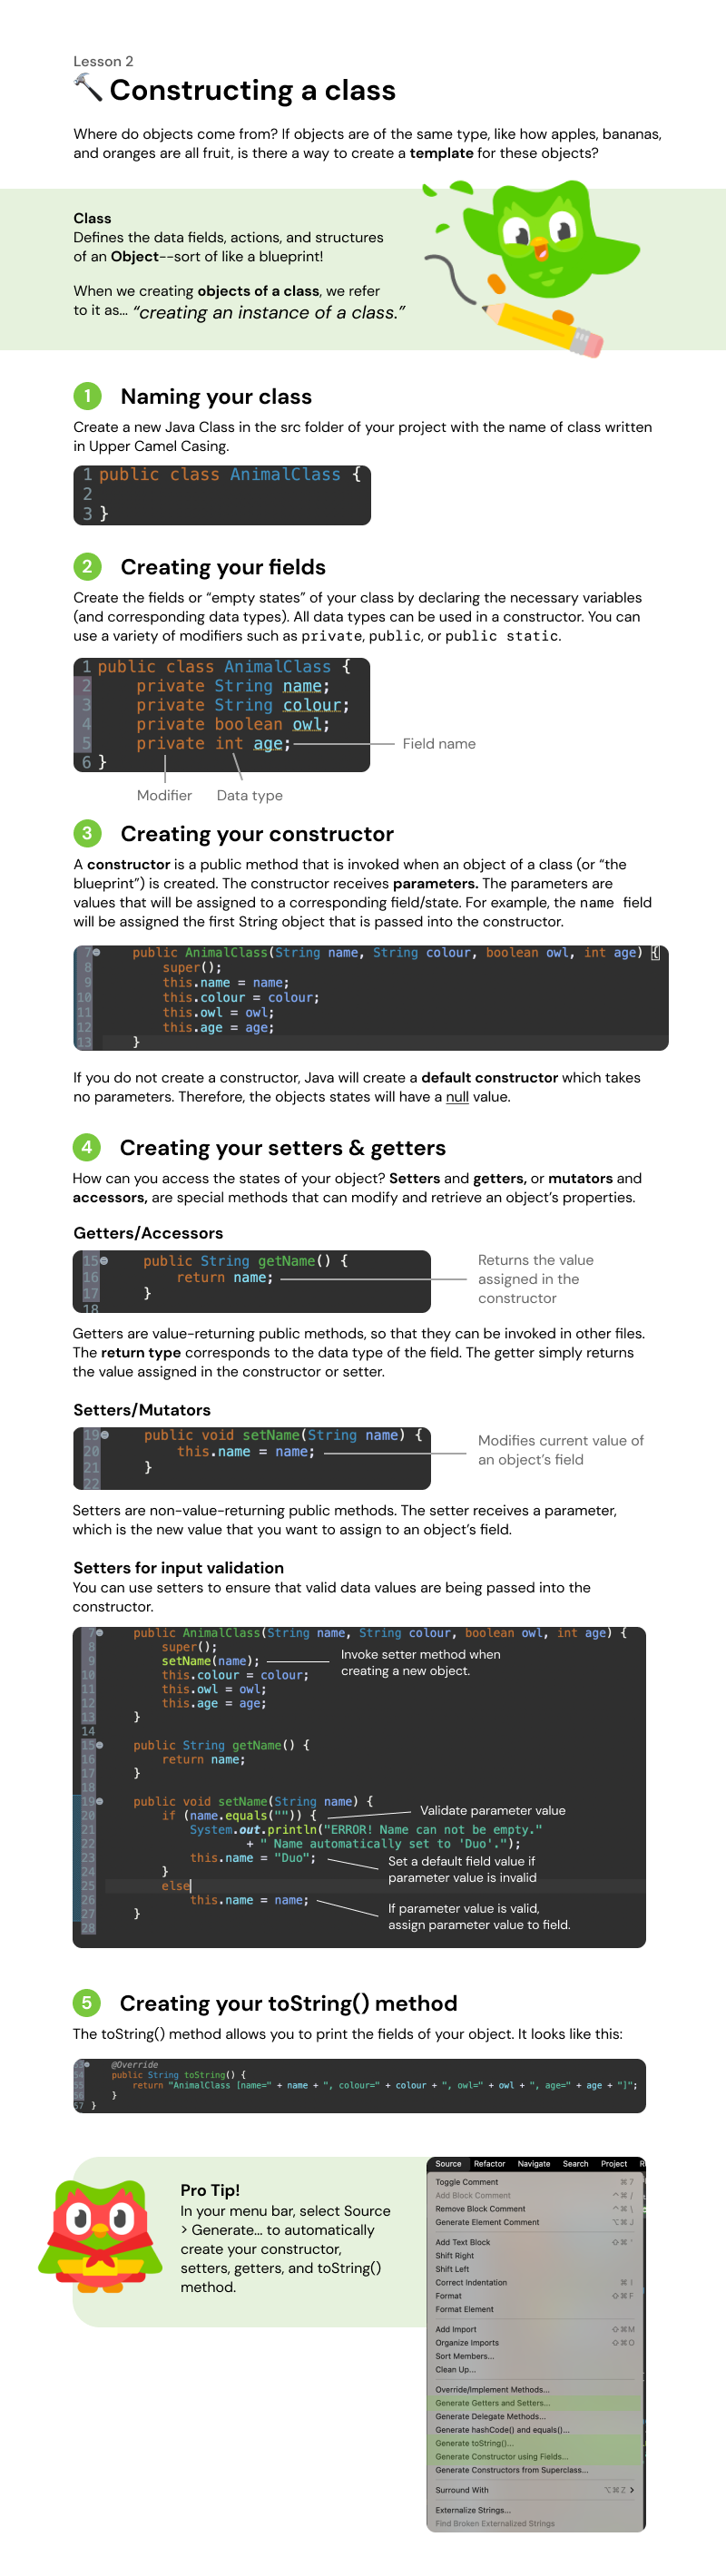 Lesson 2
Constructing a class
Where do objects come from? If objects are of the same type, like how apples, bananas,
and oranges are all fruit, is there a way to create a template for these objects?
Class
Defines the data fields, actions, and structures
of an Object--sort of like a blueprint!
When we creating objects of a class, we refer
to it as... “creating an instance of a class.”
1 Naming your class
Create a new Java Class in the src folder of your project with the name of class written
in Upper Camel Casing.
1 public class AnimalClass {
2
3 }
2 Creating your fields
Create the fields or “empty states” of your class by declaring the necessary variables
(and corresponding data types). All data types can be used in a constructor. You can
use a variety of modifiers such as private, public, or public static.
1 public class AnimalClass {
2 private String name;
3 private String colour;
4 private boolean owl;
5 private int age;
Field name
6 }
Modifier Data type
3 Creating your constructor
A constructor is a public method that is invoked when an object of a class (or “the
blueprint”) is created. The constructor receives parameters. The parameters are
values that will be assigned to a corresponding field/state. For example, the name field
will be assigned the first String object that is passed into the constructor.
7 public AnimalClass(String name, String colour, boolean owl, int age) {
8 super();
9 this.name = name;
10 this.colour = colour;
11 this.owl = owl;
12 this.age = age;
13 }
If you do not create a constructor, Java will create a default constructor which takes
no parameters. Therefore, the objects states will have a null value.
4 Creating your setters & getters
How can you access the states of your object? Setters and getters, or mutators and
accessors, are special methods that can modify and retrieve an object’s properties.
Getters/Accessors
15 public String getName() {
16 return name;
17 }
18
Returns the value
assigned in the
constructor
Getters are value-returning public methods, so that they can be invoked in other files.
The return type corresponds to the data type of the field. The getter simply returns
the value assigned in the constructor or setter.
Setters/Mutators
19 public void setName(String name) {
20 this.name = name;
21 }
22
Modifies current value of
an object’s field
Setters are non-value-returning public methods. The setter receives a parameter,
which is the new value that you want to assign to an object’s field.
Setters for input validation
You can use setters to ensure that valid data values are being passed into the
constructor.
7 public AnimalClass(String name, String colour, boolean owl, int age) {
8 super();
9 setName(name);
Invoke setter method when
creating a new object.
10 this.colour = colour;
11 this.owl = owl;
12 this.age = age;
13 }
14
15 public String getName() {
16 return name;
17 }
18
19 public void setName(String name) {
20 if (name.equals("")) {
Validate parameter value
21 System.out.println("ERROR! Name can not be empty."
22 + " Name automatically set to 'Duo'.");
23 this.name = "Duo";
Set a default field value if
parameter value is invalid
24 }
25 else
26 this.name = name;
If parameter value is valid,
assign parameter value to field.
27 }
28
5 Creating your toString() method
The toString() method allows you to print the fields of your object. It looks like this:
@Override
54 public String toString() {
55 return "AnimalClass [name=" + name + ", colour=" + colour + ", owl=" + owl + ", age=" + age + "]";
56 }
57 }
Pro Tip!
In your menu bar, select Source
> Generate... to automatically
create your constructor,
setters, getters, and toString()
method.
Source Refactor Navigate Search Project
Toggle Comment ⌘ 7
Add Block Comment ^ ⌘ /
Remove Block Comment ^ ⌘ \
Generate Element Comment ⌥⌘ J
Add Text Block ⇧⌘ '
Shift Right
Shift Left
Correct Indentation ⌘ I
Format ⇧⌘ F
Format Element
Add Import ⇧⌘ M
Organize Imports ⇧⌘ O
Sort Members...
Clean Up...
Override/Implement Methods...
Generate Getters and Setters...
Generate Delegate Methods...
Generate hashCode() and equals()...
Generate toString()...
Generate Constructor using Fields...
Generate Constructors from Superclass...
Surround With ⌥⌘ Z >
Externalize Strings...
Find Broken Externalized Strings